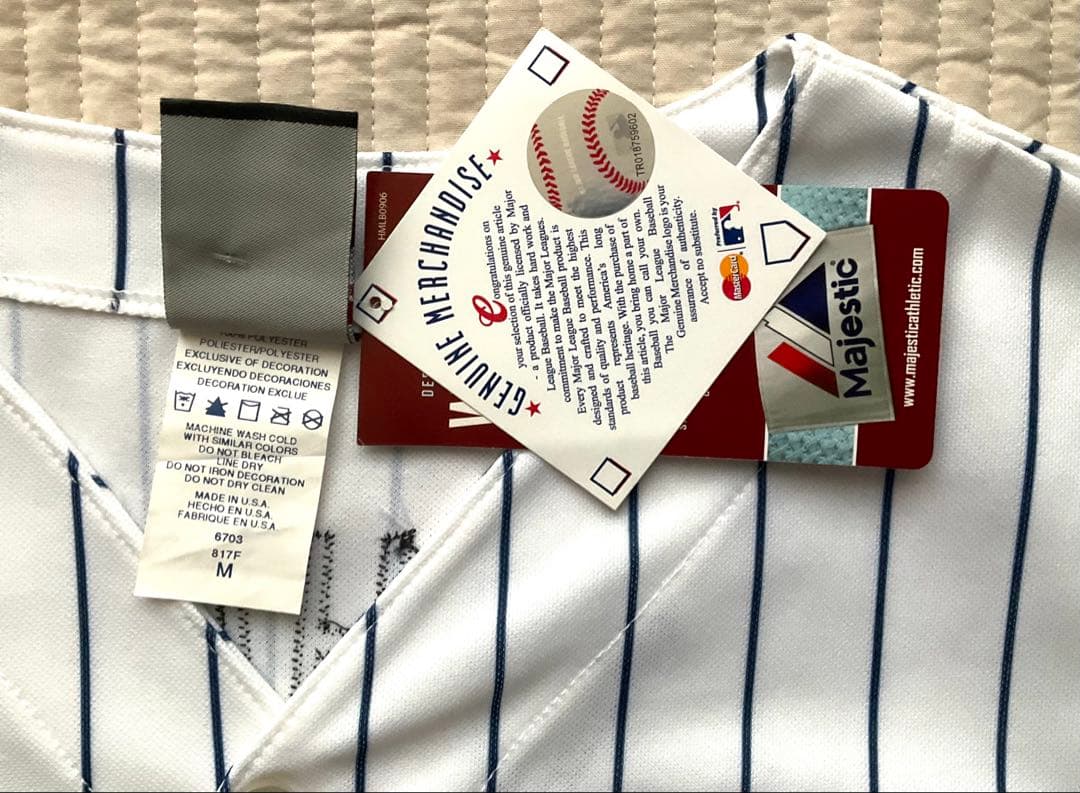 POLIESTER/POLYESTER
EXCLUSIVE OF DECORATION
EXCLUYENDO DECORACIONES
DECORATION EXCLUE
MACHINE WASH COLD
WITH SIMILAR COLORS
DO NOT BLEACH
LINE DRY
DO NOT IRON DECORATION
DO NOT DRY CLEAN
MADE IN U.S.A.
HECHO EN U.S.A.
FABRIQUE EN U.S.A.
6703
817F
M
HMLB0906
GENUINE MERCHANDISE
Congratulations on
your selection of this genuine article
- a product officially licensed by Major
League Baseball. It takes hard work and
commitment to make the Major Leagues.
Every Major League Baseball product is
designed and crafted to meet the highest
standards of quality and performance. This
product represents America's long
baseball heritage. With the purchase of
this article, you bring home a part of
Baseball you can call your own.
The Major League Baseball
Genuine Merchandise logo is your
assurance of authenticity.
Accept no substitute.
TR018759602
Preferred by
MasterCard
Majestic
www.majesticathletic.com